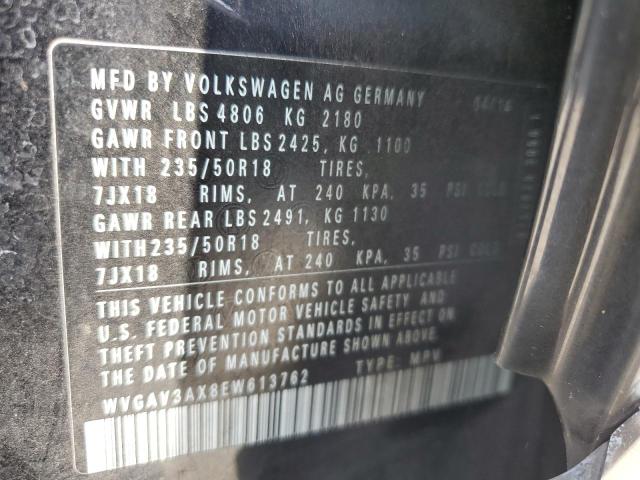 MFD BY VOLKSWAGEN AG GERMANY 04/14
GVWR LBS 4806 KG 2180
GAWR FRONT LBS 2425, KG 1100
WITH 235/50R18 TIRES,
7JX18 RIMS, AT 240 KPA, 35 PSI COLD
GAWR REAR LBS 2491, KG 1130
WITH235/50R18 TIRES,
7JX18 RIMS, AT 240 KPA, 35 PSI COLD
THIS VEHICLE CONFORMS TO ALL APPLICABLE
U.S. FEDERAL MOTOR VEHICLE SAFETY AND
THEFT PREVENTION STANDARDS IN EFFECT ON
THE DATE OF MANUFACTURE SHOWN ABOVE.
WVGAV3AX8EW613762 TYPE: MPV